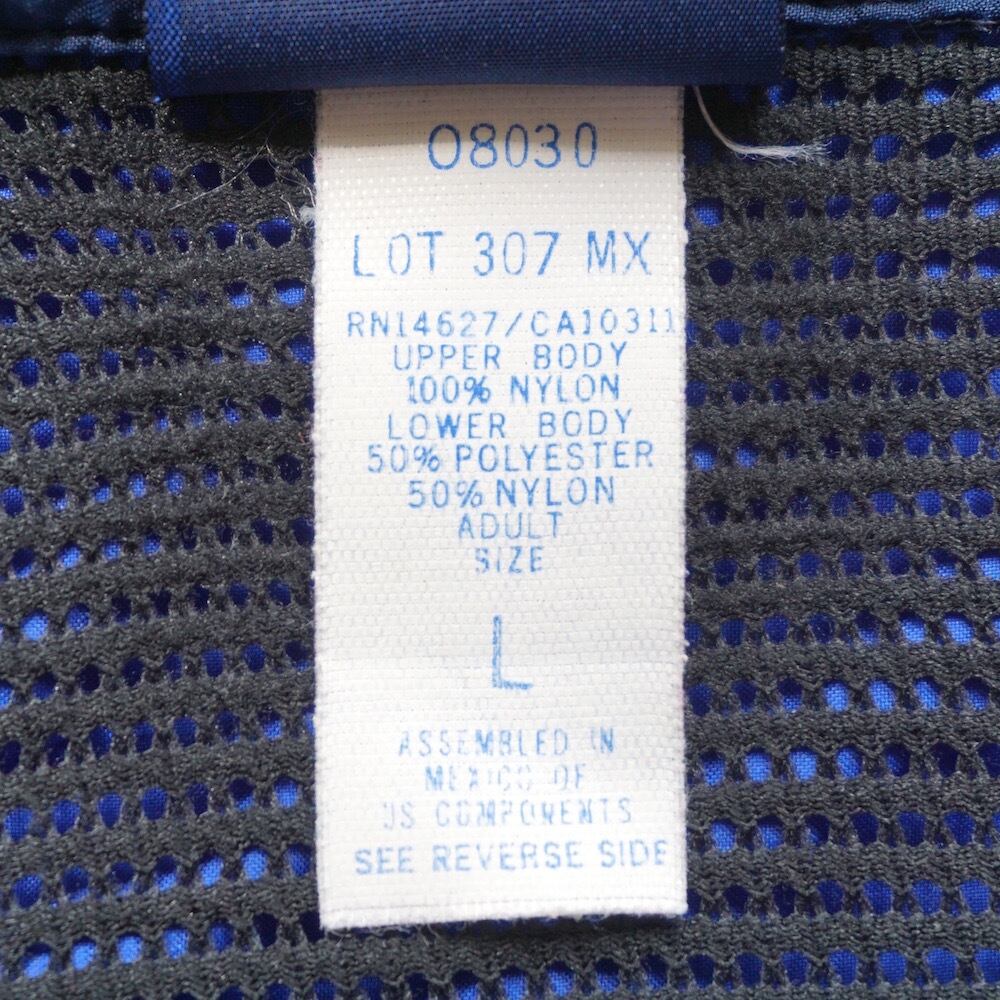 08030
LOT 307 MX
RN14627/CA10311
UPPER BODY
100% NYLON
LOWER BODY
50% POLYESTER
50% NYLON
ADULT
SIZE
L
ASSEMBLED IN
MEXICO OF
US COMPONENTS
SEE REVERSE SIDE